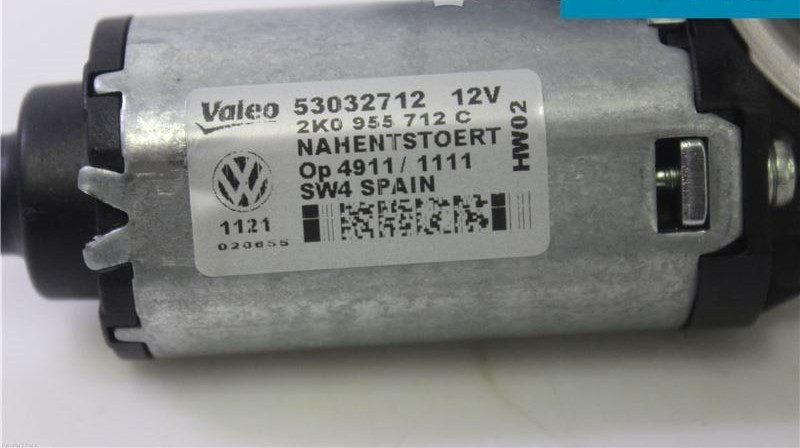 Valeo 53032712 12V
2K0 955 712 C
NAHENTSTOERT
Op 4911/ 1111
SW4 SPAIN
HW02
1121
020655